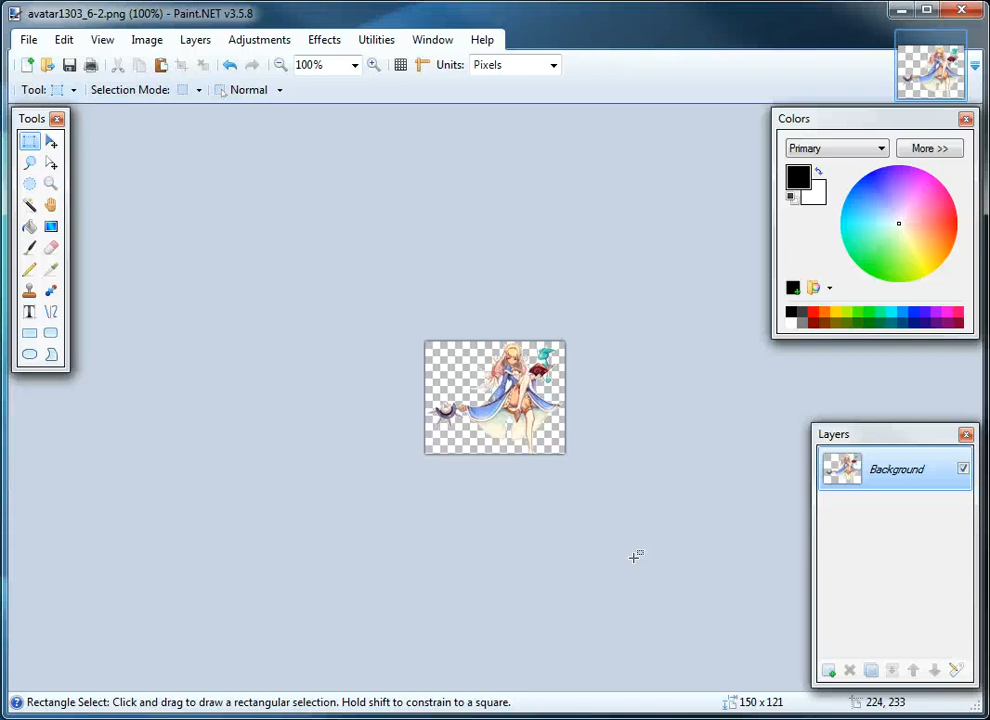 avatar1303_6-2.png (100%) - Paint.NET v3.5.8
File Edit View Image Layers Adjustments Effects Utilities Window Help
100% Units: Pixels
Tool: Selection Mode: Normal
Tools
Colors
Primary More >>
Layers
Background
Rectangle Select: Click and drag to draw a rectangular selection. Hold shift to constrain to a square. 150 x 121 224, 233